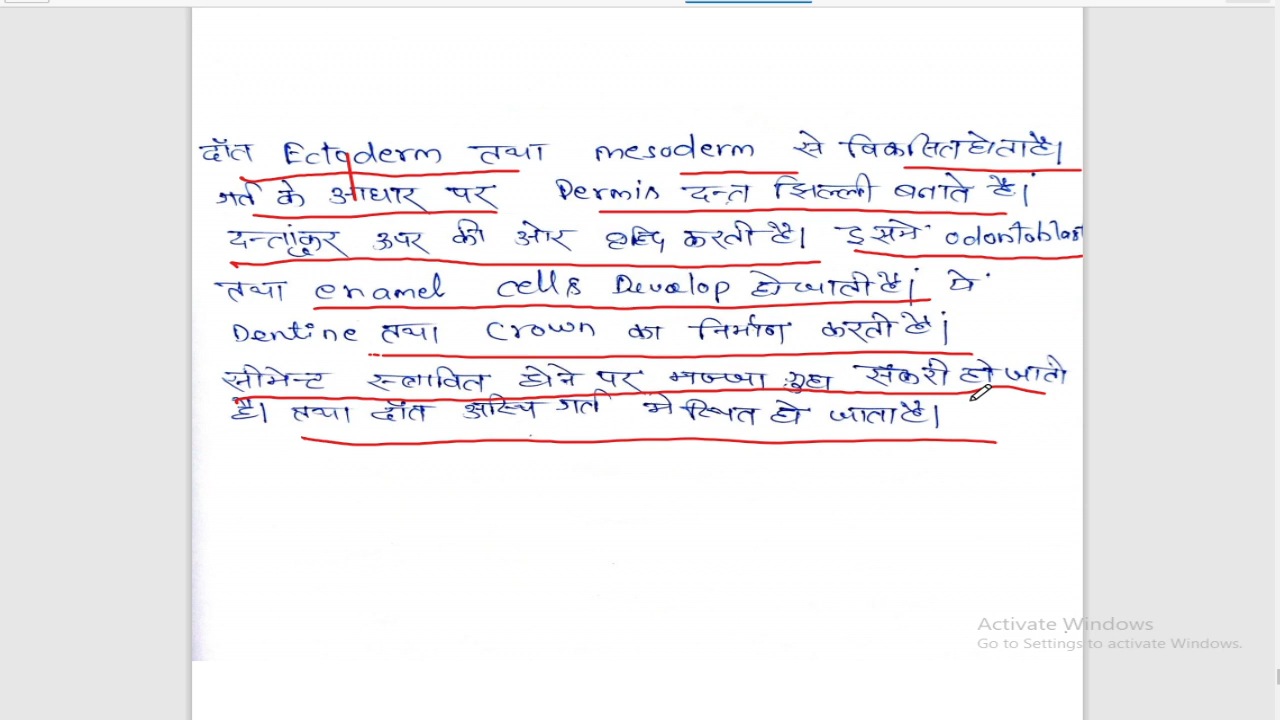 दाँत Ectoderm तथा mesoderm से विकसित होता है।
गर्त के आधार पर Dermis दन्त झिल्ली बनाते है।
दन्तांकुर ऊपर की ओर वृद्धि करती है। इसमे odontoblast
तथा enamel cells Develop हो जाती है। ये
Dentine तथा Crown का निर्माण करती है।
सीमेन्ट स्त्रावित होने पर मज्जा गुहा संकरी हो जाती
है। तथा दाँत अस्थि गर्त मे स्थित हो जाता है।
Activate Windows
Go to Settings to activate Windows.